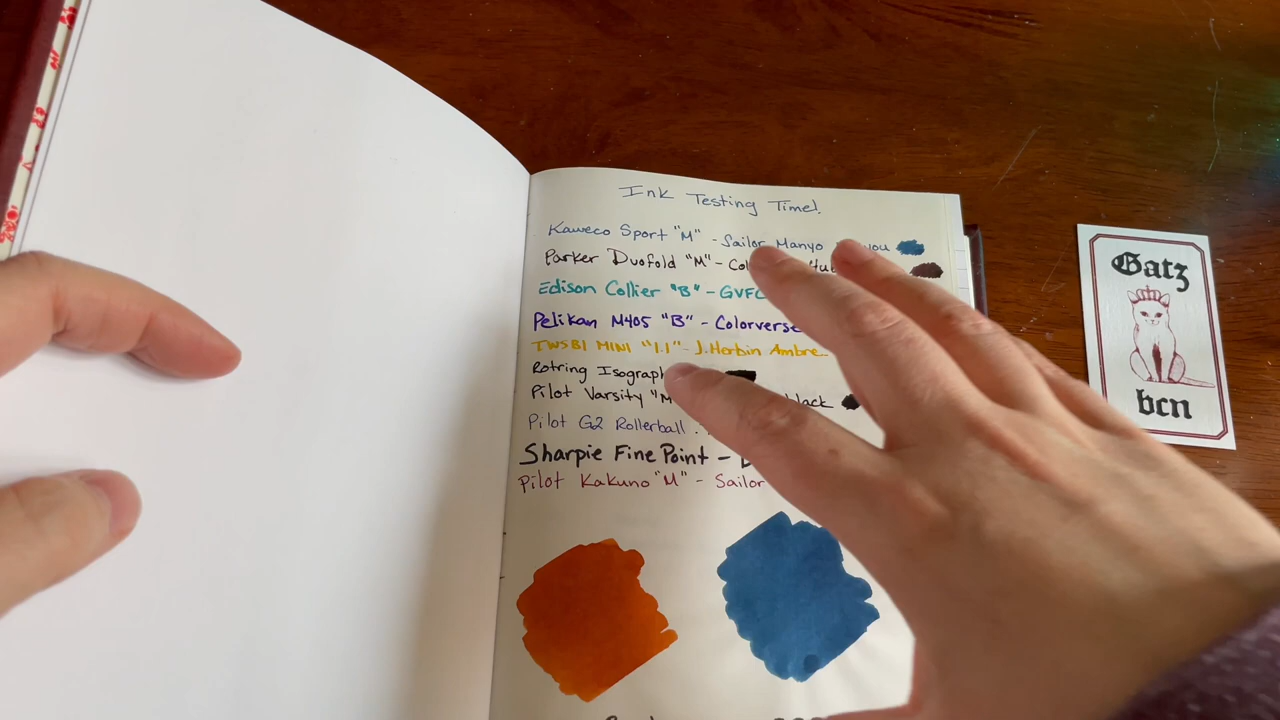 Ink Testing Time!
Kaweco Sport "M" - Sailor Manyo
Parker Duofold "M" -
Edison Collier "B" - GVFC
Pelikan M405 "B" - Colorverse
TWSBI MINI "1.1" - J.Herbin Ambre
Rotring Isograph
Pilot Varsity "M black
Pilot G2 Rollerball
Sharpie Fine Point -
Pilot Kakuno "M" - Sailor
Gatz
bcn